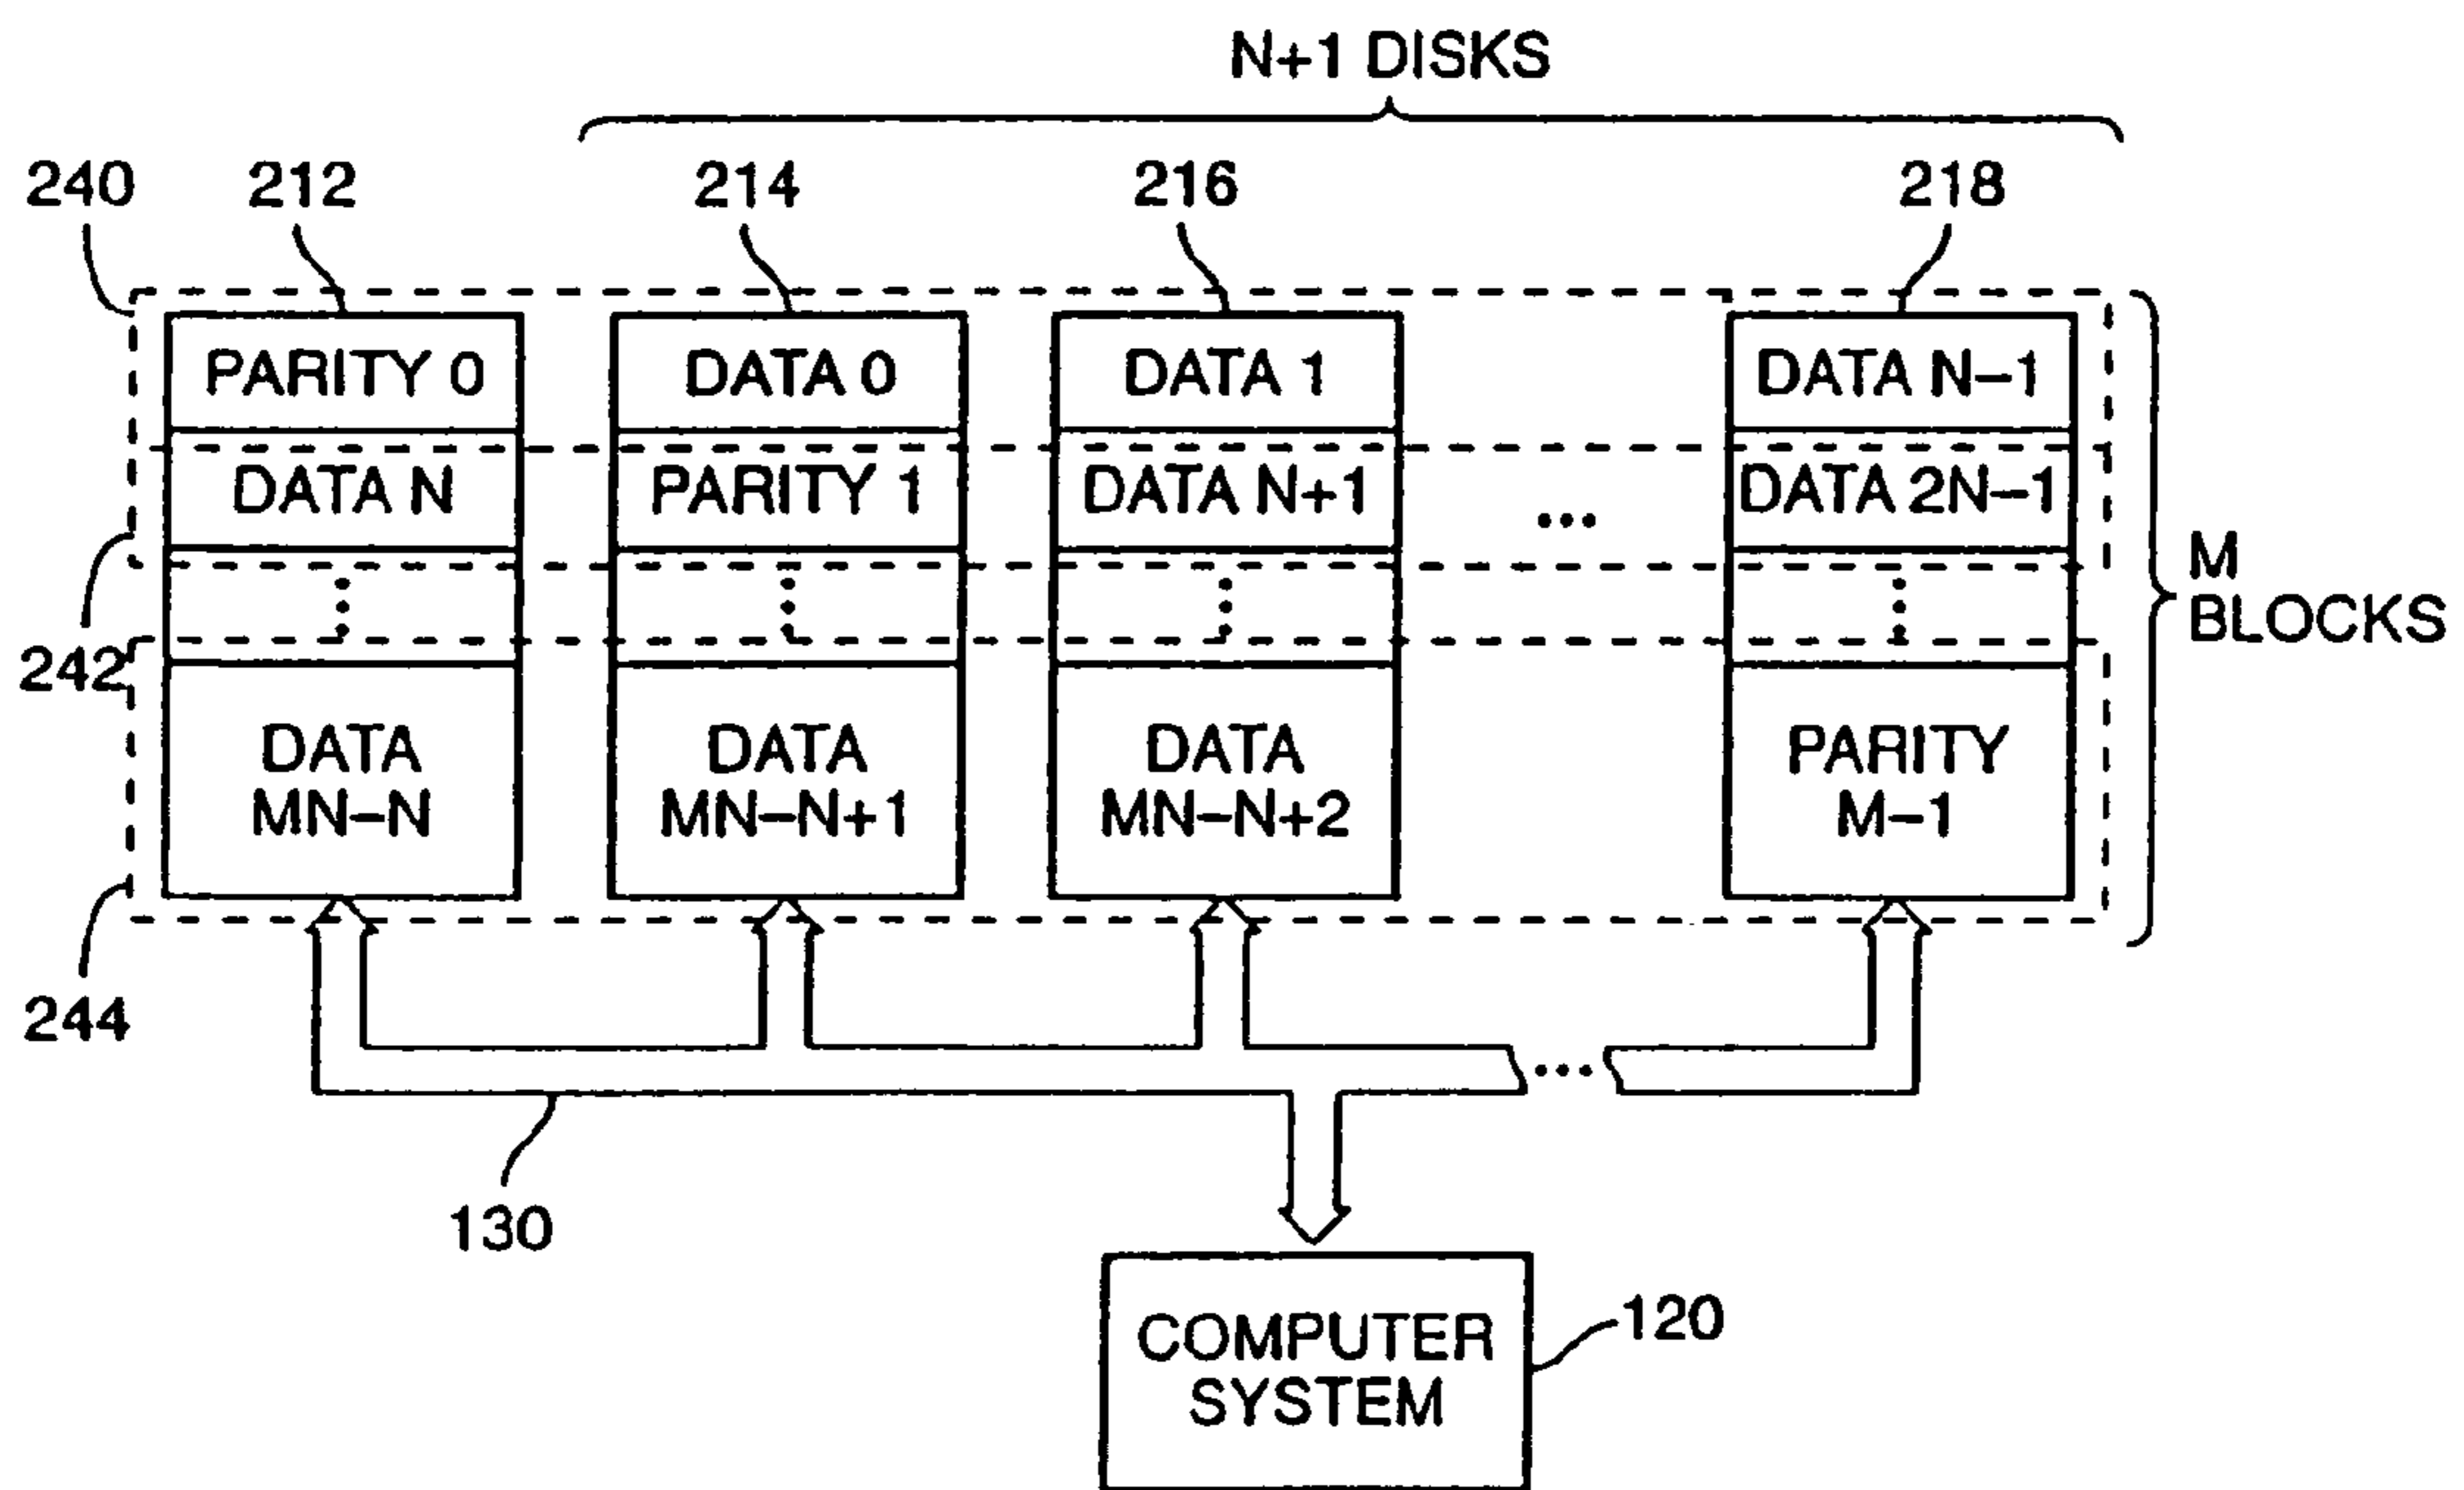 N+1 DISKS
240 212 214 216 218
PARITY 0 DATA 0 DATA 1 DATA N–1
DATA N PARITY 1 DATA N+1 ... DATA 2N–1
M
BLOCKS
242
DATA
MN–N
DATA
MN–N+1
DATA
MN–N+2
PARITY
M–1
244
...
130
COMPUTER
SYSTEM
120